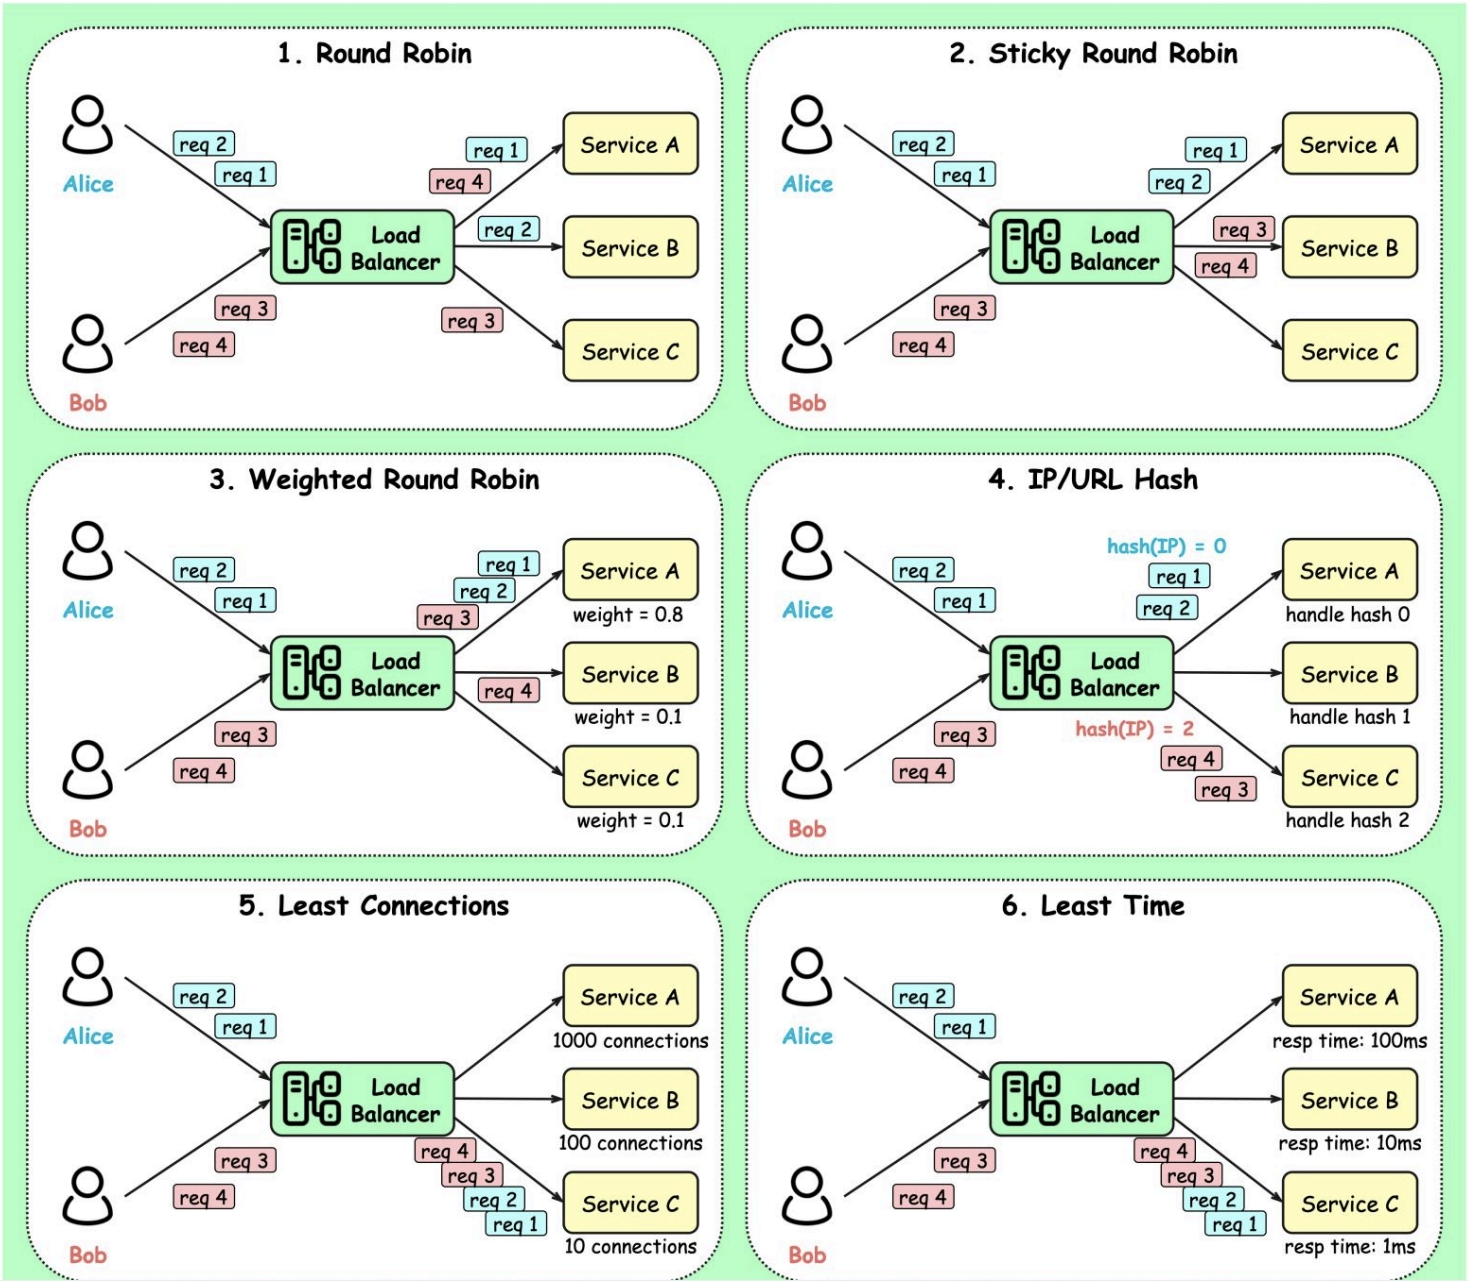 1. Round Robin
req 2
req 1
Alice
req 3
req 4
Bob
Load
Balancer
req 1
req 4
req 2
req 3
Service A
Service B
Service C
2. Sticky Round Robin
req 2
req 1
Alice
req 3
req 4
Bob
Load
Balancer
req 1
req 2
req 3
req 4
Service A
Service B
Service C
3. Weighted Round Robin
req 2
req 1
Alice
req 3
req 4
Bob
Load
Balancer
req 1
req 2
req 3
req 4
Service A
weight = 0.8
Service B
weight = 0.1
Service C
weight = 0.1
4. IP/URL Hash
req 2
req 1
Alice
req 3
req 4
Bob
Load
Balancer
hash(IP) = 0
req 1
req 2
hash(IP) = 2
req 4
req 3
Service A
handle hash 0
Service B
handle hash 1
Service C
handle hash 2
5. Least Connections
req 2
req 1
Alice
req 3
req 4
Bob
Load
Balancer
req 4
req 3
req 2
req 1
Service A
1000 connections
Service B
100 connections
Service C
10 connections
6. Least Time
req 2
req 1
Alice
req 3
req 4
Bob
Load
Balancer
req 4
req 3
req 2
req 1
Service A
resp time: 100ms
Service B
resp time: 10ms
Service C
resp time: 1ms